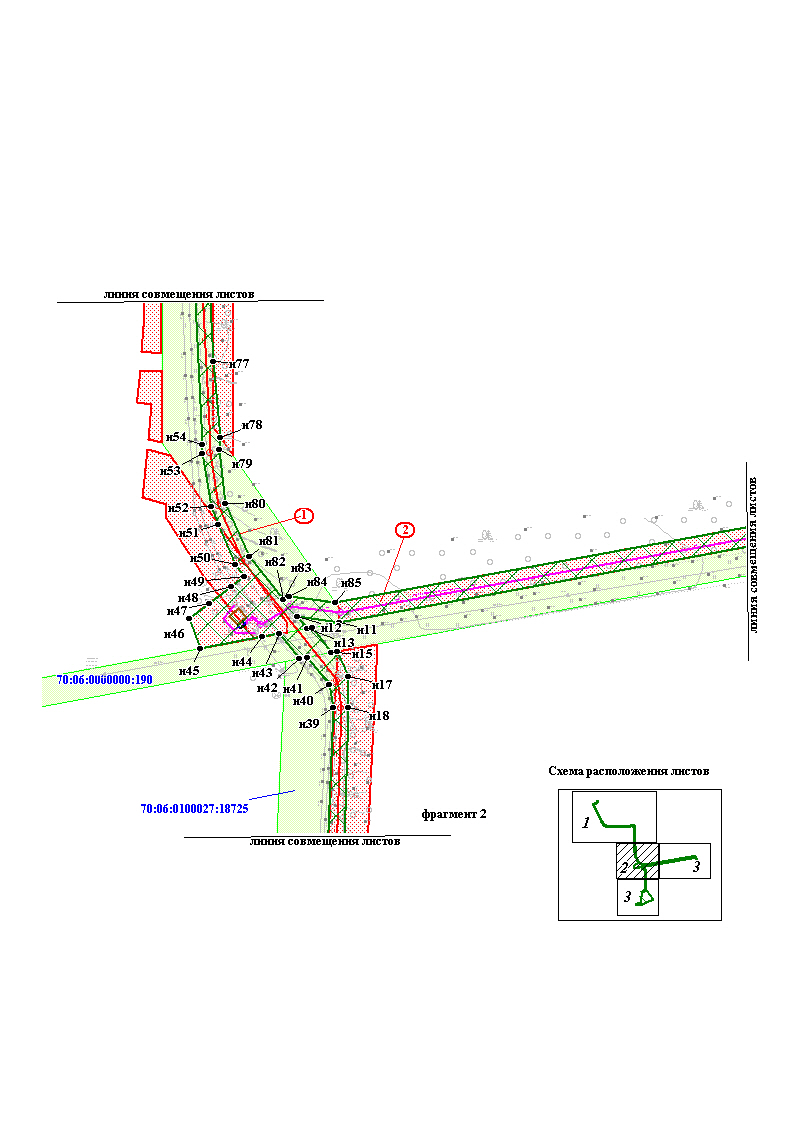 линия совмещения листов
н77
н78
н54
н79
н53
н80
н52
1
н51
2
н81
н50
н82
н83
н49
н84
н85
н48
н47
н12
н11
н46
н13
н15
н44
н45
н43
70:06:0000000:190
н42
н41
н17
н40
н39
н18
линия совмещения листов
70:06:0100027:18725
фрагмент 2
линия совмещения листов
Схема расположения листов
1
2
3
3